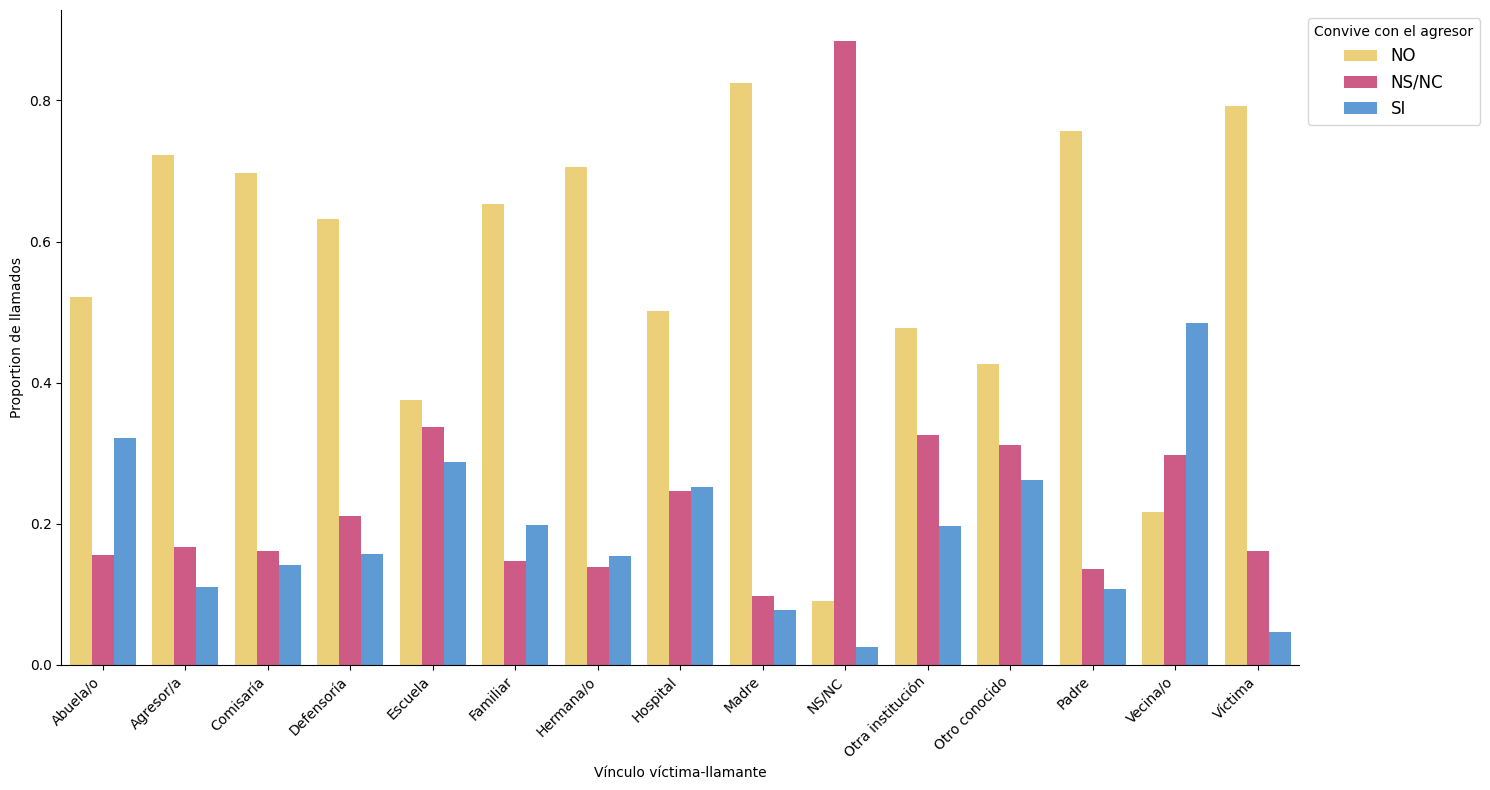 Convive con el agresor
NO
NS/NC
SI
Proportion de llamados
0.8
0.6
0.4
0.2
0.0
Abuela/o
Agresor/a
Comisaría
Defensoría
Escuela
Familiar
Hermana/o
Hospital
Madre
NS/NC
Otra institución
Otro conocido
Padre
Vecina/o
Víctima
Vínculo víctima-llamante